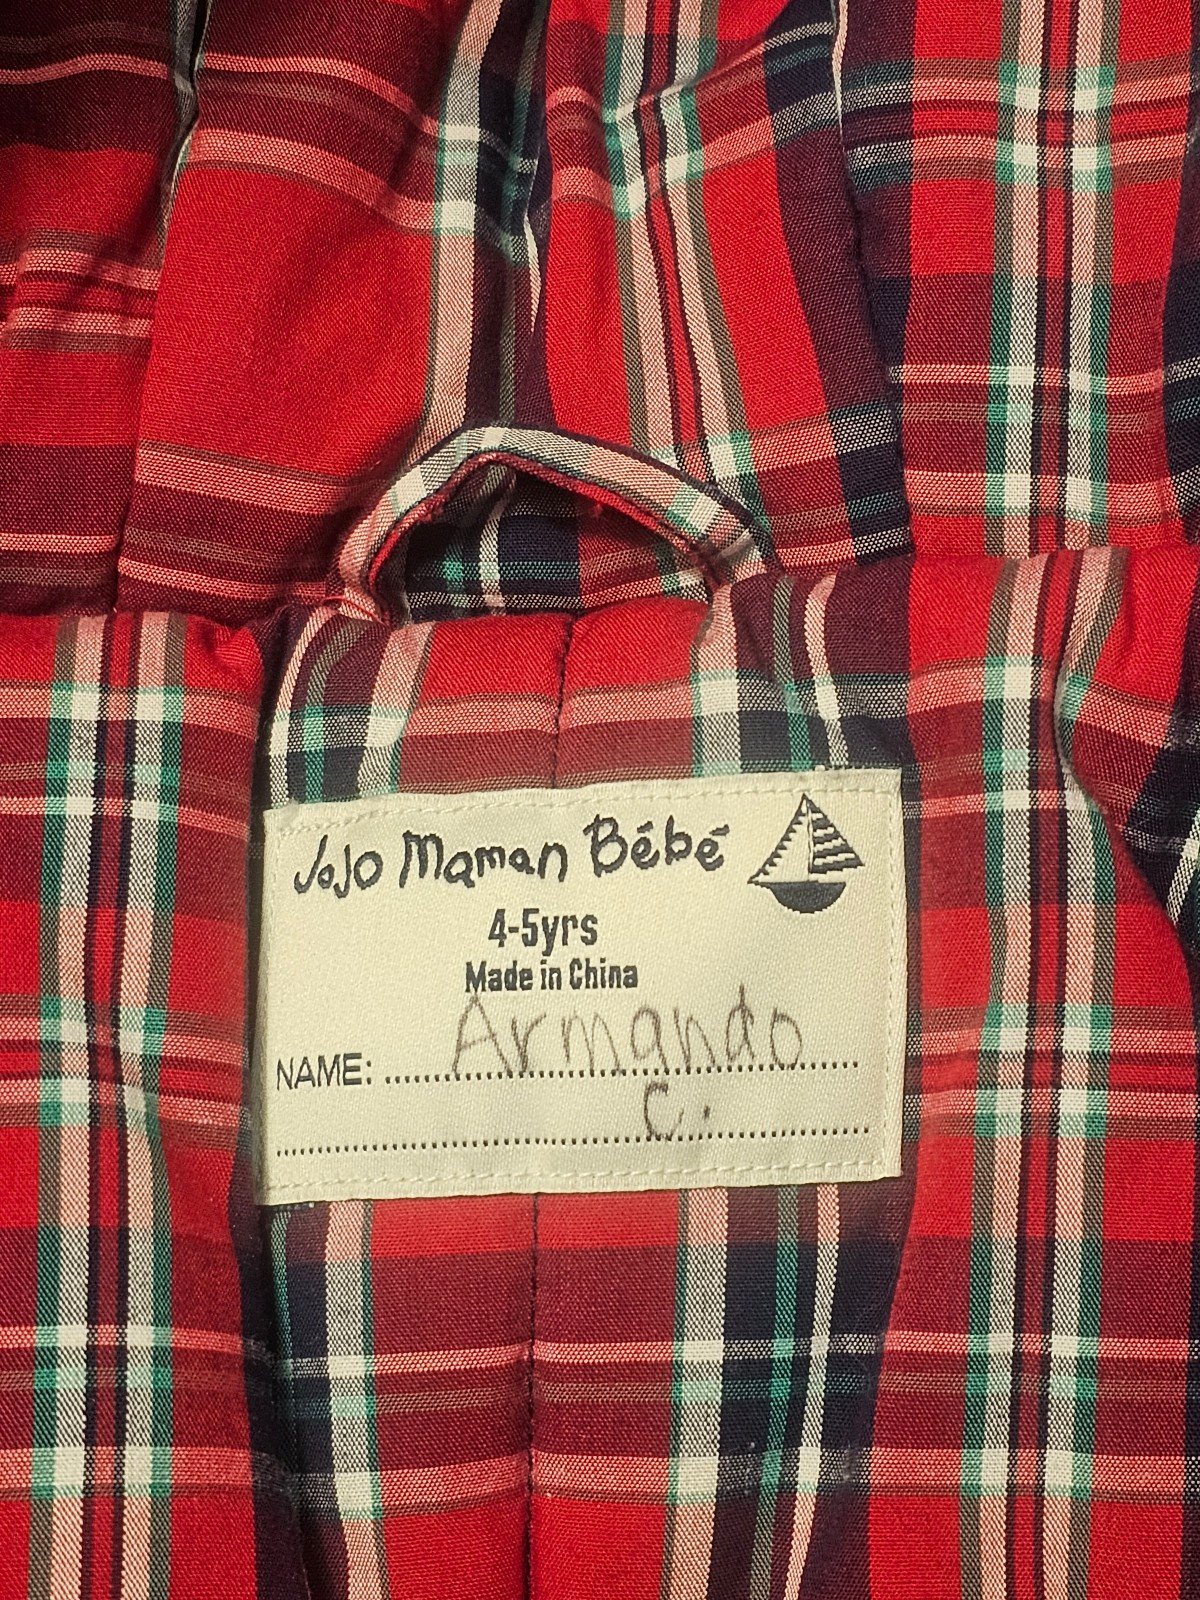 JoJo Maman Bébé
4-5yrs
Made in China
NAME: Armando
C.